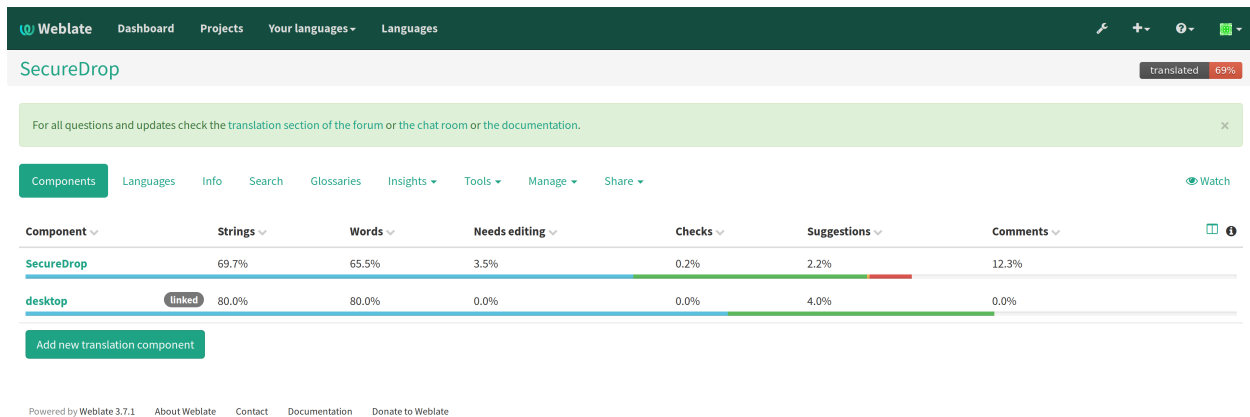 Weblate Dashboard Projects Your languages Languages
SecureDrop translated 69%
For all questions and updates check the translation section of the forum or the chat room or the documentation. ×
Components Languages Info Search Glossaries Insights Tools Manage Share Watch
Component Strings Words Needs editing Checks Suggestions Comments
SecureDrop 69.7% 65.5% 3.5% 0.2% 2.2% 12.3%
desktop linked 80.0% 80.0% 0.0% 0.0% 4.0% 0.0%
Add new translation component
Powered by Weblate 3.7.1 About Weblate Contact Documentation Donate to Weblate